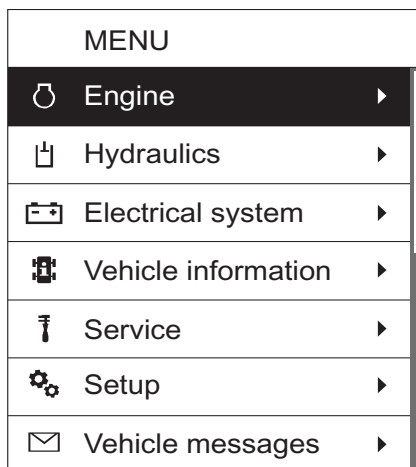 MENU
Engine
Hydraulics
Electrical system
Vehicle information
Service
Setup
Vehicle messages